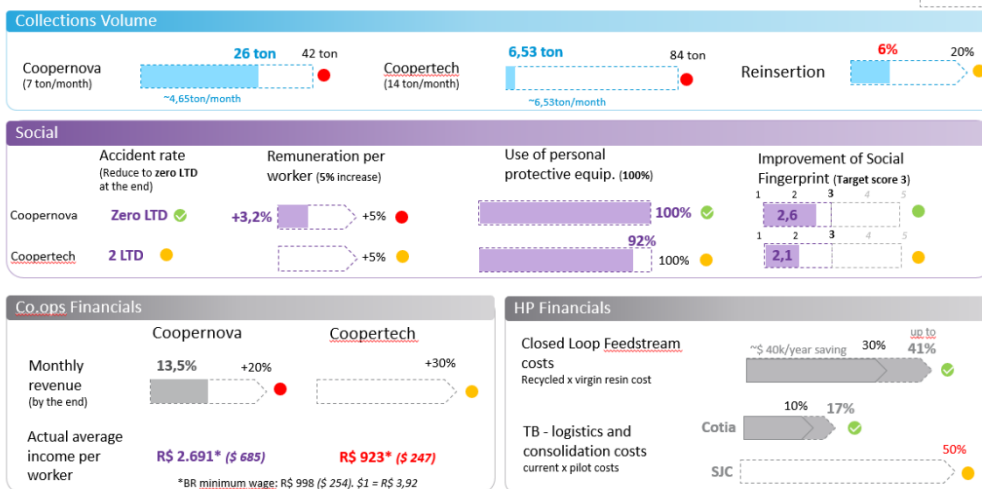 Collections Volume
Coopernova
(7 ton/month)
26 ton
42 ton
~4,65ton/month
Coopertech
(14 ton/month)
6,53 ton
84 ton
~6,53ton/month
Reinsertion
6%
20%
Social
Accident rate
(Reduce to zero LTD
at the end)
Remuneration per
worker (5% increase)
Use of personal
protective equip. (100%)
Improvement of Social
Fingerprint (Target score 3)
Coopernova
Zero LTD
+3,2%
+5%
100%
1 2 3 4 5
2,6
Coopertech
2 LTD
+5%
92%
100%
1 2 3 4 5
2,1
Co.ops Financials
Coopernova
Coopertech
Monthly
revenue
(by the end)
13,5%
+20%
+30%
Actual average
income per
worker
R$ 2.691* ($ 685)
R$ 923* ($ 247)
*BR minimum wage: R$ 998 ($ 254). $1 = R$ 3,92
HP Financials
Closed Loop Feedstream
costs
Recycled x virgin resin cost
~$ 40k/year saving
30%
up to
41%
TB - logistics and
consolidation costs
current x pilot costs
Cotia
10%
17%
SJC
50%